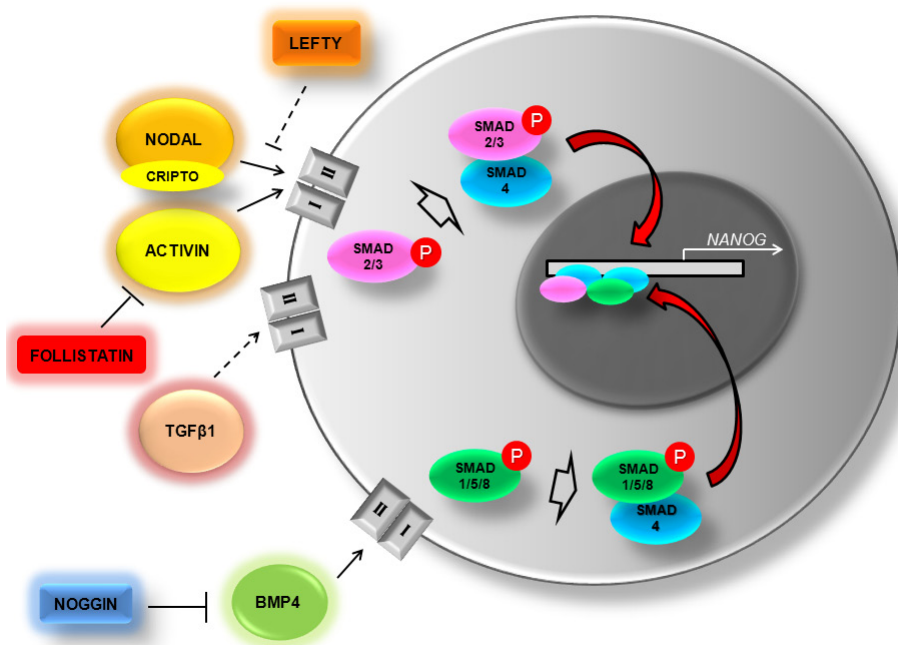 LEFTY
NODAL
CRIPTO
ACTIVIN
FOLLISTATIN
TGFβ1
NOGGIN
BMP4
II
I
II
I
II
I
SMAD
2/3
P
SMAD
2/3
P
SMAD
4
NANOG
SMAD
1/5/8
P
SMAD
1/5/8
P
SMAD
4